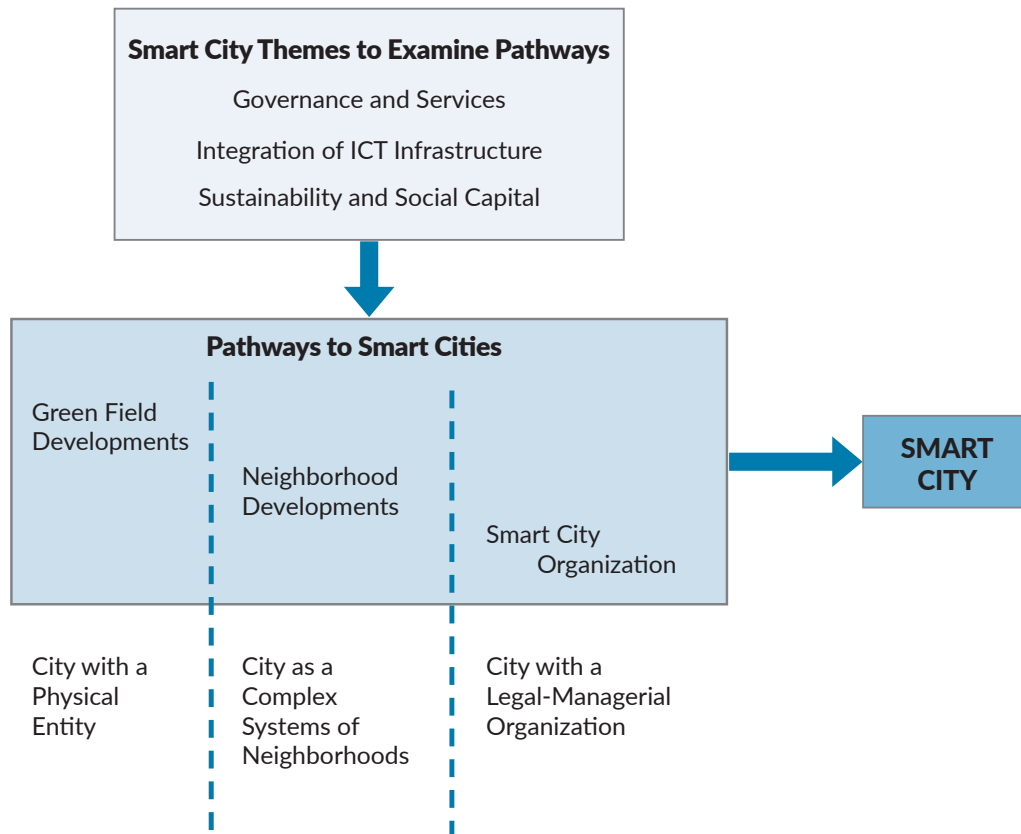 Smart City Themes to Examine Pathways
Governance and Services
Integration of ICT Infrastructure
Sustainability and Social Capital
Pathways to Smart Cities
Green Field
Developments
Neighborhood
Developments
Smart City
Organization
SMART
CITY
City with a
Physical
Entity
City as a
Complex
Systems of
Neighborhoods
City with a
Legal-Managerial
Organization